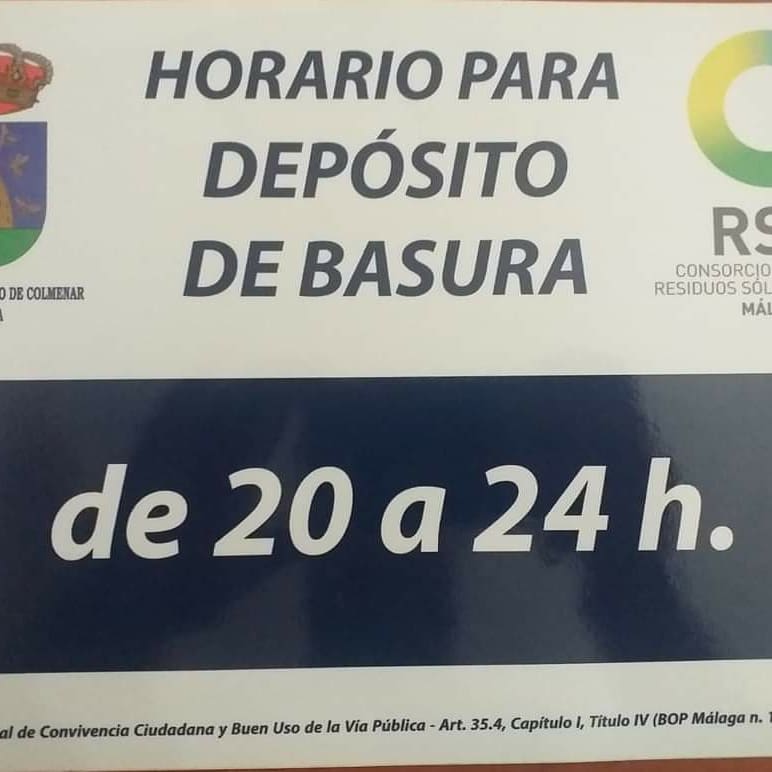 HORARIO PARA
DEPÓSITO
DE BASURA
O DE COLMENAR
RS
CONSORCIO
RESIDUOS SÓL
MÁL
de 20 a 24 h.
al de Convivencia Ciudadana y Buen Uso de la Vía Pública - Art. 35.4, Capítulo I, Título IV (BOP Málaga n. 1